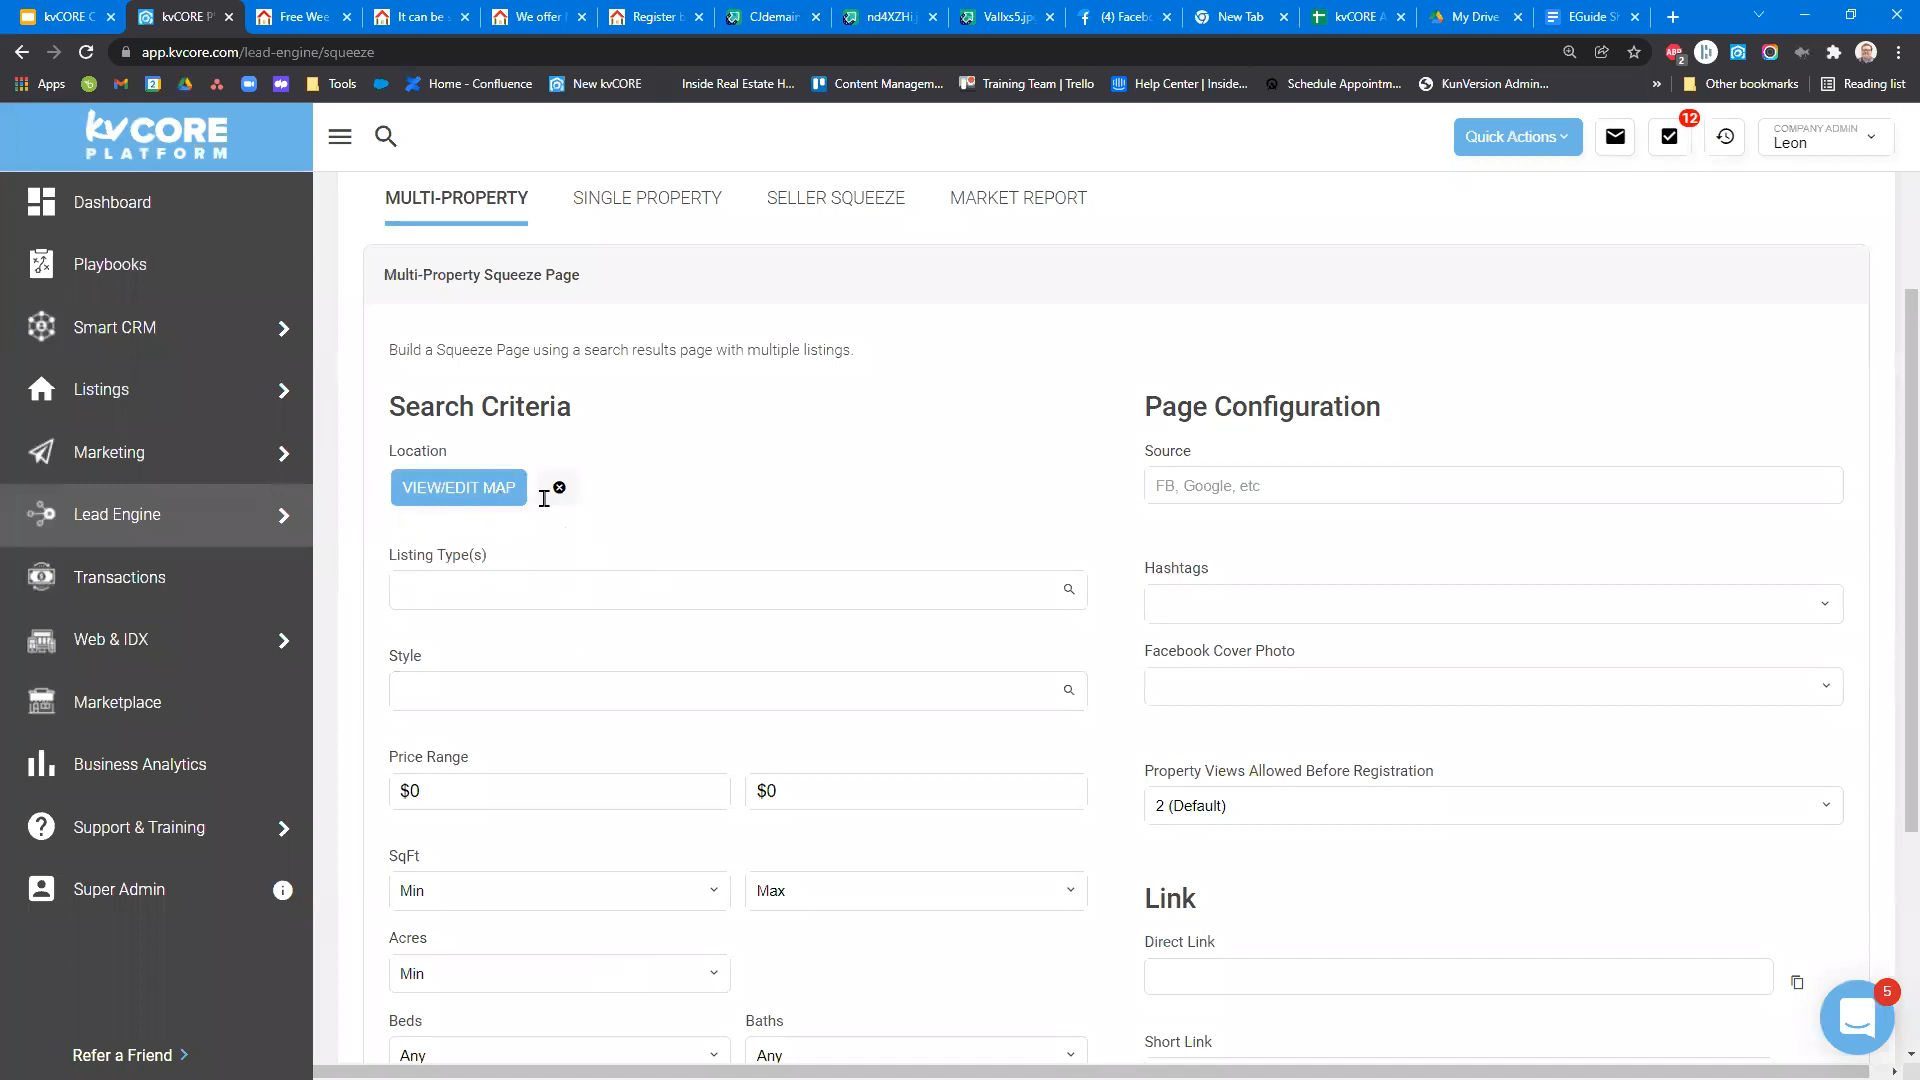 kvCORE C
kvCORE P
Free Wee
It can be s
We offer
Register b
CJdemain
nd4XZHi.j
Vallxs5.jp
(4) Facebo
New Tab
kvCORE A
My Drive
EGuide Sh
app.kvcore.com/lead-engine/squeeze
ABP
2
Apps
Tools
Home - Confluence
New kvCORE
Inside Real Estate H...
Content Managem...
Training Team | Trello
Help Center | Inside...
Schedule Appointm...
KunVersion Admin...
»
Other bookmarks
Reading list
kvCORE
PLATFORM
Quick Actions
12
COMPANY ADMIN
Leon
Dashboard
Playbooks
Smart CRM
Listings
Marketing
Lead Engine
Transactions
Web & IDX
Marketplace
Business Analytics
Support & Training
Super Admin
Refer a Friend
MULTI-PROPERTY
SINGLE PROPERTY
SELLER SQUEEZE
MARKET REPORT
Multi-Property Squeeze Page
Build a Squeeze Page using a search results page with multiple listings.
Search Criteria
Location
VIEW/EDIT MAP
Listing Type(s)
Style
Price Range
$0
$0
SqFt
Min
Max
Acres
Min
Beds
Baths
Any
Any
Page Configuration
Source
FB, Google, etc
Hashtags
Facebook Cover Photo
Property Views Allowed Before Registration
2 (Default)
Link
Direct Link
Short Link
5